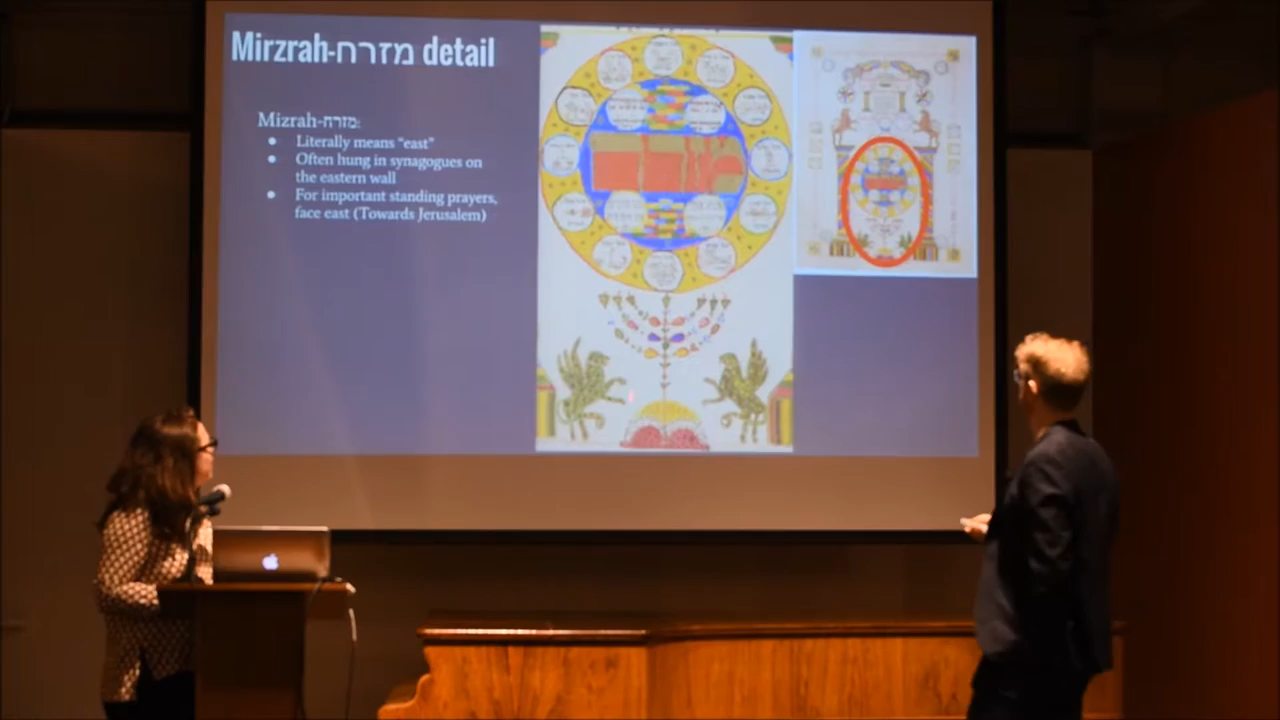 Mirzrah-מזרח detail
Mizrah-מזרח:
Literally means “east”
Often hung in synagogues on
the eastern wall
For important standing prayers,
face east (Towards Jerusalem)